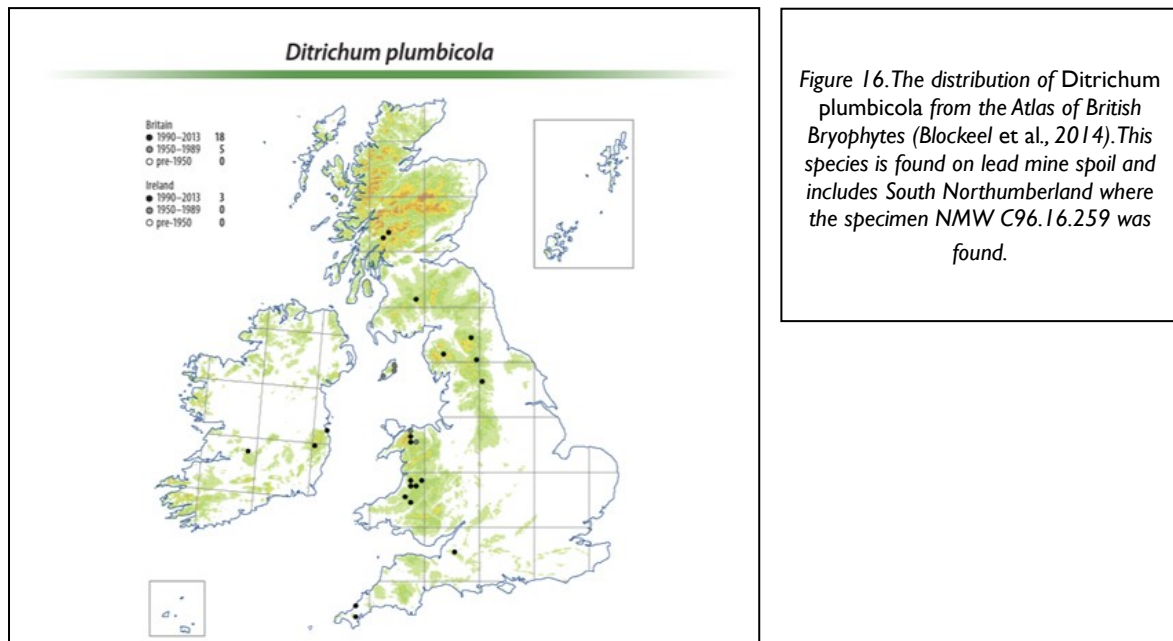 Ditrichum plumbicola
Britain
1990–2013 18
1950–1989 5
pre-1950 0
Ireland
1990–2013 3
1950–1989 0
pre-1950 0
Figure 16. The distribution of Ditrichum
plumbicola from the Atlas of British
Bryophytes (Blockeel et al., 2014). This
species is found on lead mine spoil and
includes South Northumberland where
the specimen NMW C96.16.259 was
found.